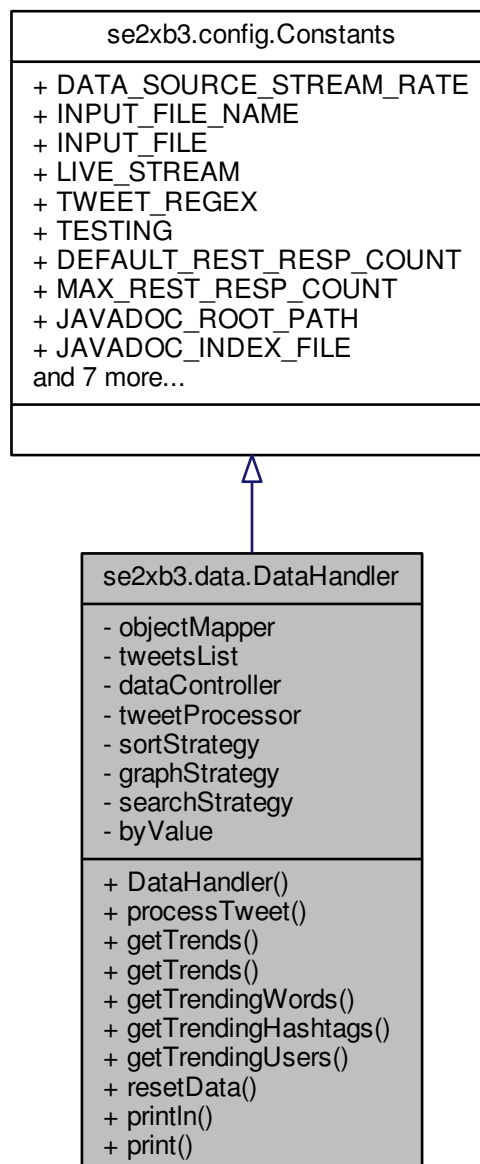 se2xb3.config.Constants
+ DATA_SOURCE_STREAM_RATE
+ INPUT_FILE_NAME
+ INPUT_FILE
+ LIVE_STREAM
+ TWEET_REGEX
+ TESTING
+ DEFAULT_REST_RESP_COUNT
+ MAX_REST_RESP_COUNT
+ JAVADOC_ROOT_PATH
+ JAVADOC_INDEX_FILE
and 7 more...
se2xb3.data.DataHandler
- objectMapper
- tweetsList
- dataController
- tweetProcessor
- sortStrategy
- graphStrategy
- searchStrategy
- byValue
+ DataHandler()
+ processTweet()
+ getTrends()
+ getTrends()
+ getTrendingWords()
+ getTrendingHashtags()
+ getTrendingUsers()
+ resetData()
+ println()
+ print()